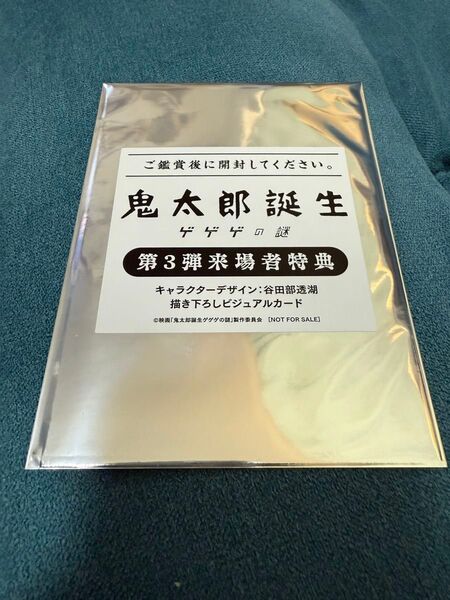 ご鑑賞後に開封してください。
鬼太郎誕生
ゲゲゲの謎
第3弾来場者特典
キャラクターデザイン:谷田部透湖
描き下ろしビジュアルカード
©映画「鬼太郎誕生ゲゲゲの謎」製作委員会 [NOT FOR SALE]